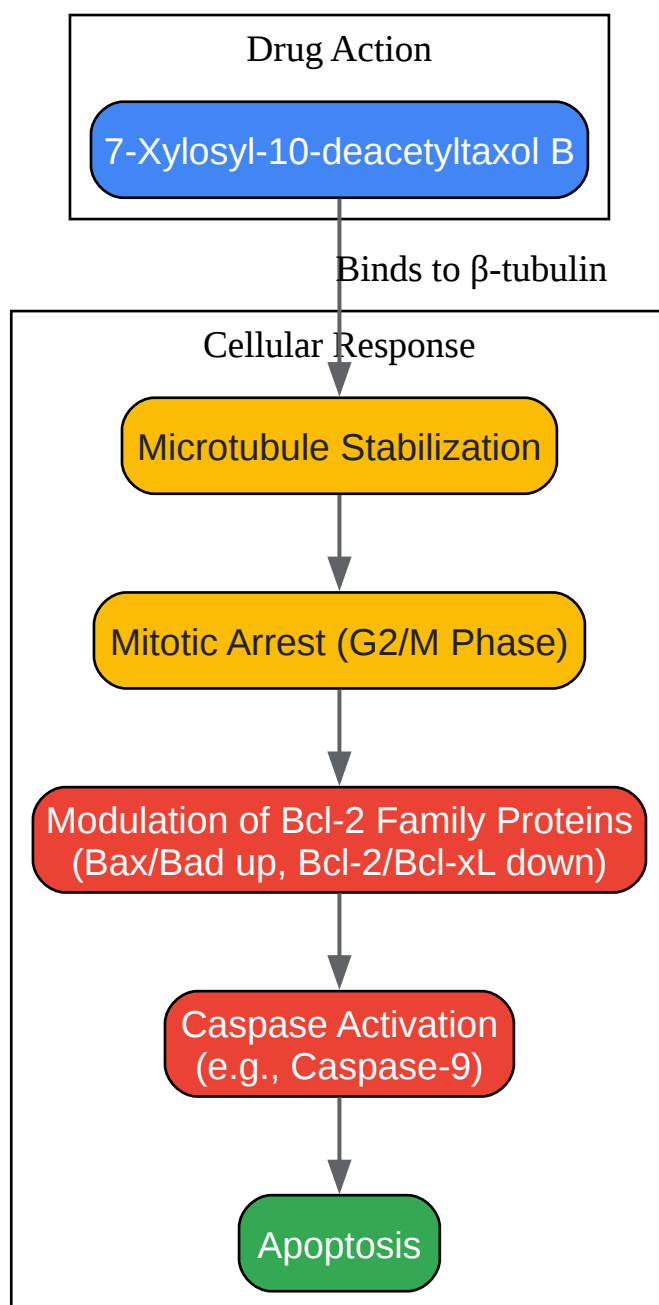 Drug Action
7-Xylosyl-10-deacetyltaxol B
Binds to β-tubulin
Cellular Response
Microtubule Stabilization
Mitotic Arrest (G2/M Phase)
Modulation of Bcl-2 Family Proteins
(Bax/Bad up, Bcl-2/Bcl-xL down)
Caspase Activation
(e.g., Caspase-9)
Apoptosis